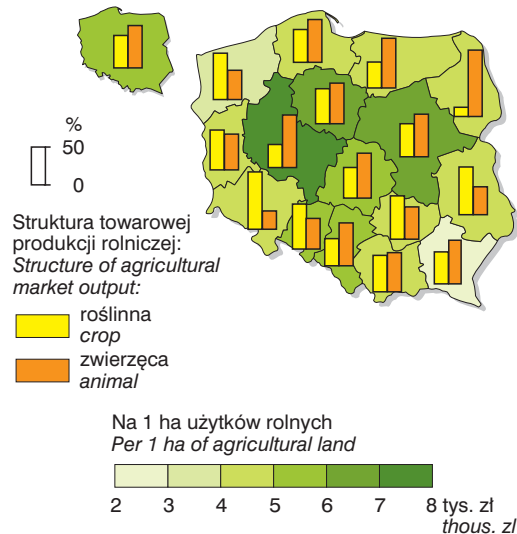 %
50
0
Struktura towarowej
produkcji rolniczej:
Structure of agricultural
market output:
roślinna
crop
zwierzęca
animal
Na 1 ha użytków rolnych
Per 1 ha of agricultural land
2 3 4 5 6 7 8 tys. zł
thous. zl